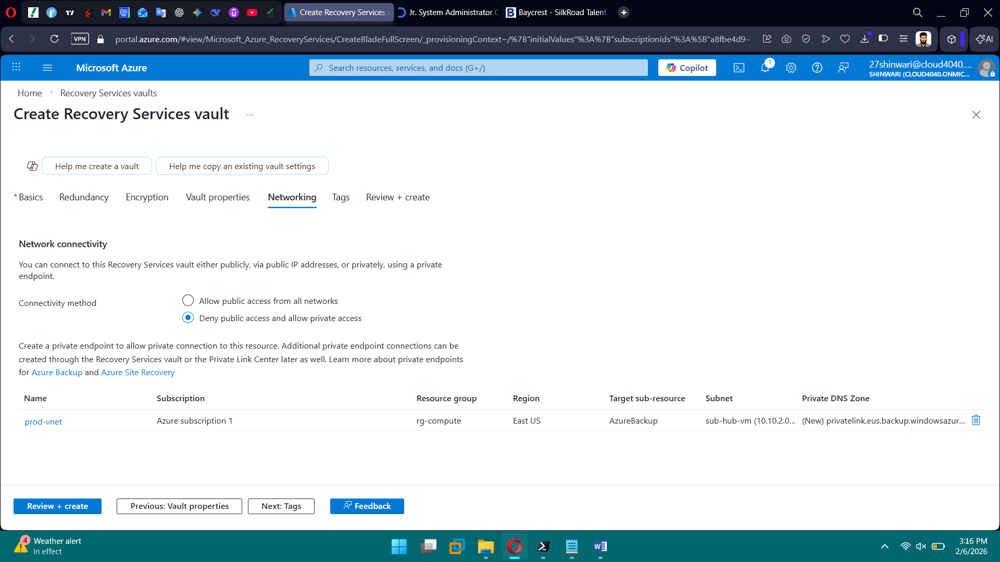 Create Recovery Services v
Jr. System Administrator
Baycrest - SilkRoad Talent
VPN
portal.azure.com/#view/Microsoft_Azure_RecoveryServices/CreateBladeFullScreen/_provisioningContext~/%7B"initialValues"%3A%7B"subscriptionIds"%3A%5B"a8fbe4d9-
AI
Microsoft Azure
Search resources, services, and docs (G+/)
Copilot
1
27shinwari@cloud4040....
SHINWARI (CLOUD4040.ONMIC...
Home
Recovery Services vaults
Create Recovery Services vault
...
Help me create a vault
Help me copy an existing vault settings
* Basics
Redundancy
Encryption
Vault properties
Networking
Tags
Review + create
Network connectivity
You can connect to this Recovery Services vault either publicly, via public IP addresses, or privately, using a private
endpoint.
Connectivity method
Allow public access from all networks
Deny public access and allow private access
Create a private endpoint to allow private connection to this resource. Additional private endpoint connections can be
created through the Recovery Services vault or the Private Link Center later as well. Learn more about private endpoints
for Azure Backup and Azure Site Recovery
Name Subscription Resource group Region Target sub-resource Subnet Private DNS Zone
prod-vnet Azure subscription 1 rg-compute East US AzureBackup sub-hub-vm (10.10.2.0... (New) privatelink.eus.backup.windowsazur...
Review + create
Previous: Vault properties
Next: Tags
Feedback
4
Weather alert
In effect
3:16 PM
2/6/2026